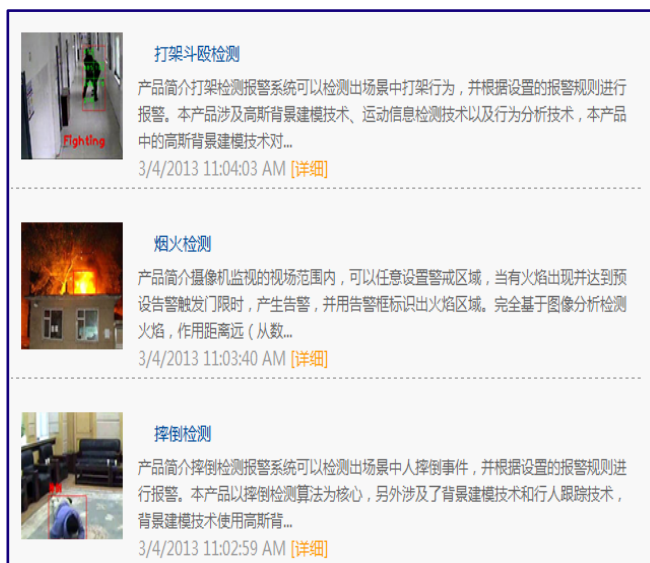 打架斗殴检测
产品简介打架检测报警系统可以检测出场景中打架行为，并根据设置的报警规则进行
报警。本产品涉及高斯背景建模技术、运动信息检测技术以及行为分析技术，本产品
中的高斯背景建模技术对...
3/4/2013 11:04:03 AM [详细]
Fighting
烟火检测
产品简介摄像机监视的视场范围内，可以任意设置警戒区域，当有火焰出现并达到预
设告警触发门限时，产生告警，并用告警框标识出火焰区域。完全基于图像分析检测
火焰，作用距离远（从数...
3/4/2013 11:03:40 AM [详细]
摔倒检测
产品简介摔倒检测报警系统可以检测出场景中人摔倒事件，并根据设置的报警规则进
行报警。本产品以摔倒检测算法为核心，另外涉及了背景建模技术和行人跟踪技术，
背景建模技术使用高斯背...
3/4/2013 11:02:59 AM [详细]